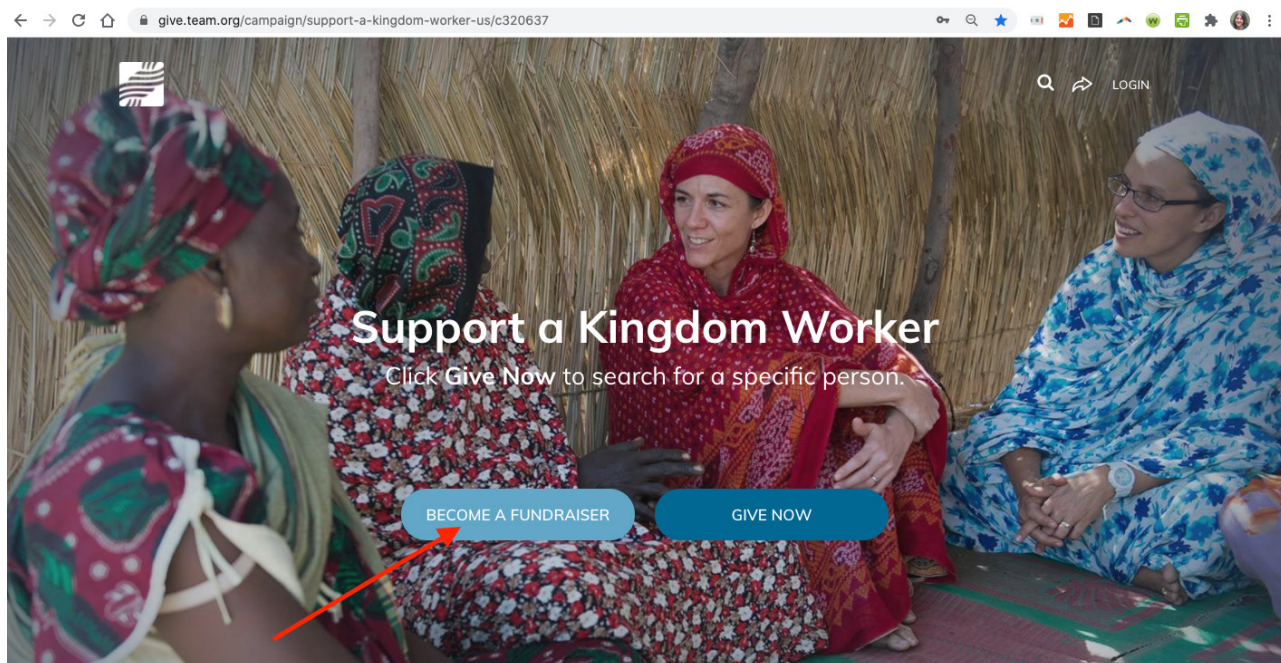 give.team.org/campaign/support-a-kingdom-worker-us/c320637
LOGIN
Support a Kingdom Worker
Click Give Now to search for a specific person.
BECOME A FUNDRAISER
GIVE NOW